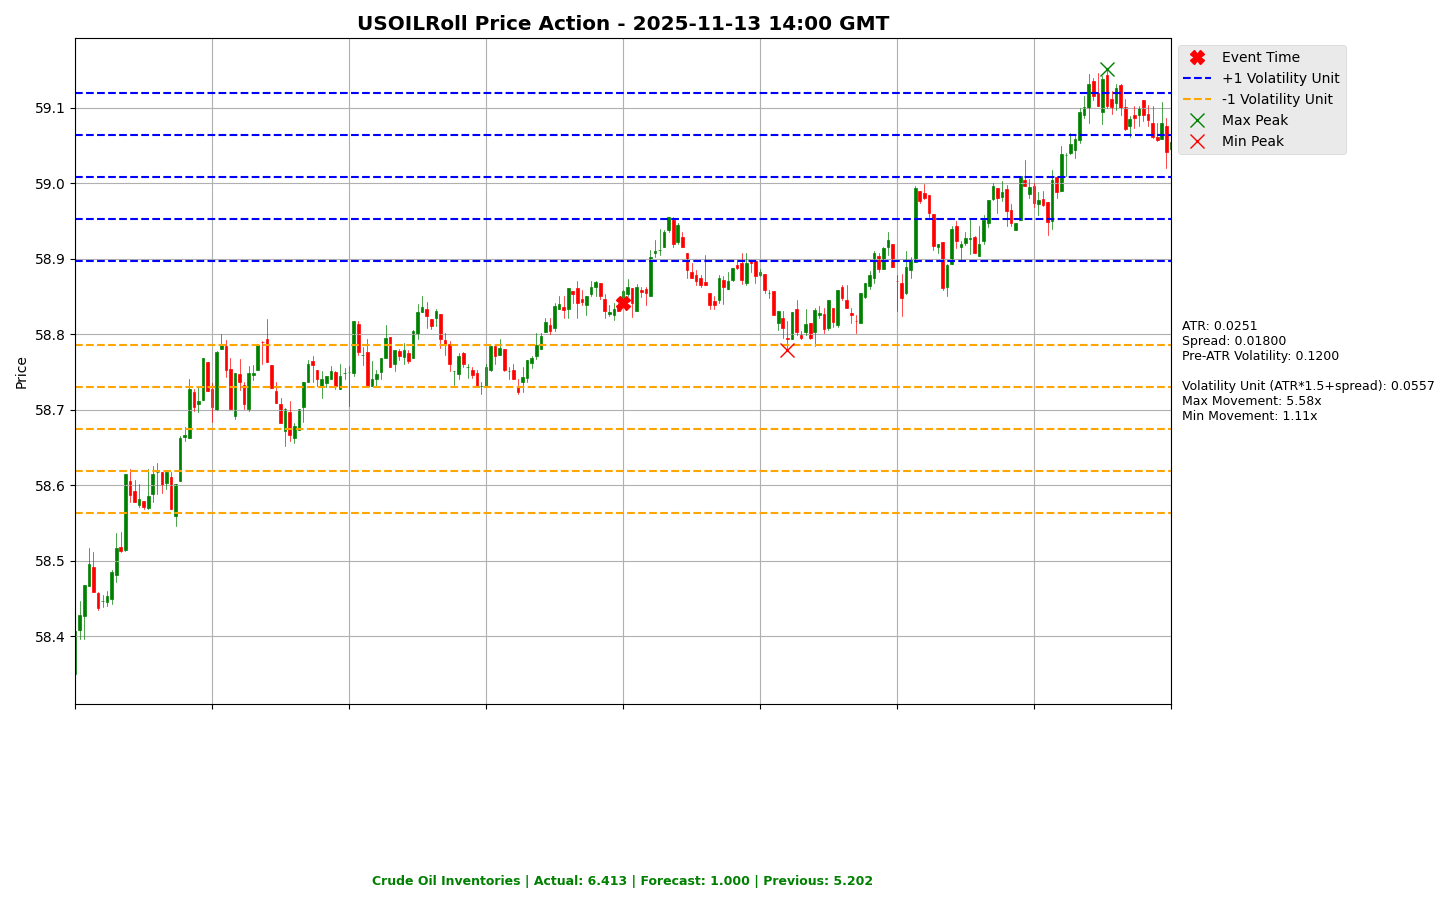 USOILRoll Price Action - 2025-11-13 14:00 GMT
Event Time
+1 Volatility Unit
-1 Volatility Unit
Max Peak
Min Peak
59.1
59.0
58.9
58.8
58.7
58.6
58.5
58.4
Price
ATR: 0.0251
Spread: 0.01800
Pre-ATR Volatility: 0.1200
Volatility Unit (ATR*1.5+spread): 0.0557
Max Movement: 5.58x
Min Movement: 1.11x
Crude Oil Inventories | Actual: 6.413 | Forecast: 1.000 | Previous: 5.202